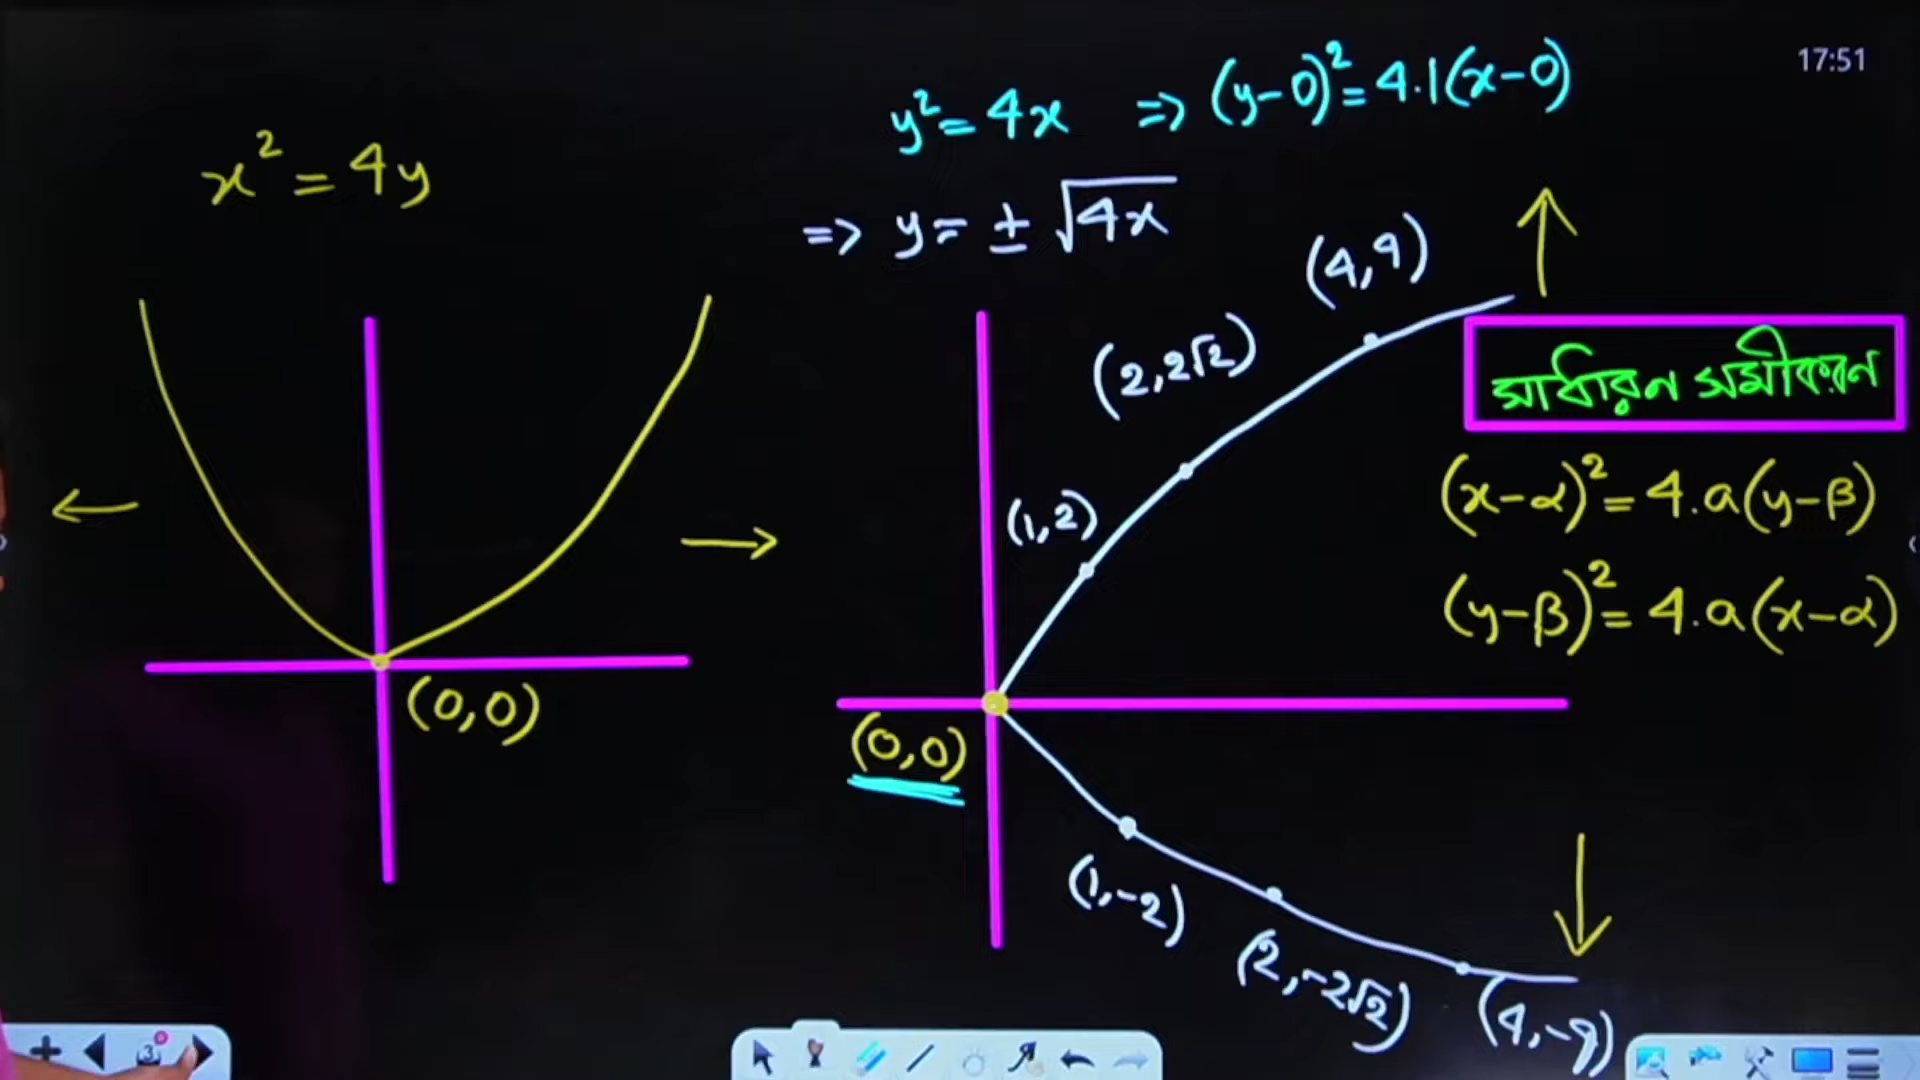 17:51
x² = 4y
y² = 4x => (y-0)² = 4.1(x-0)
=> y = ± √4x
(4,4)
(2,2√2)
(1,2)
(0,0)
(0,0)
(1,-2)
(2,-2√2)
(4,-4)
সাধারন সমীকরন
(x-α)² = 4.a(y-β)
(y-β)² = 4.a(x-α)
3